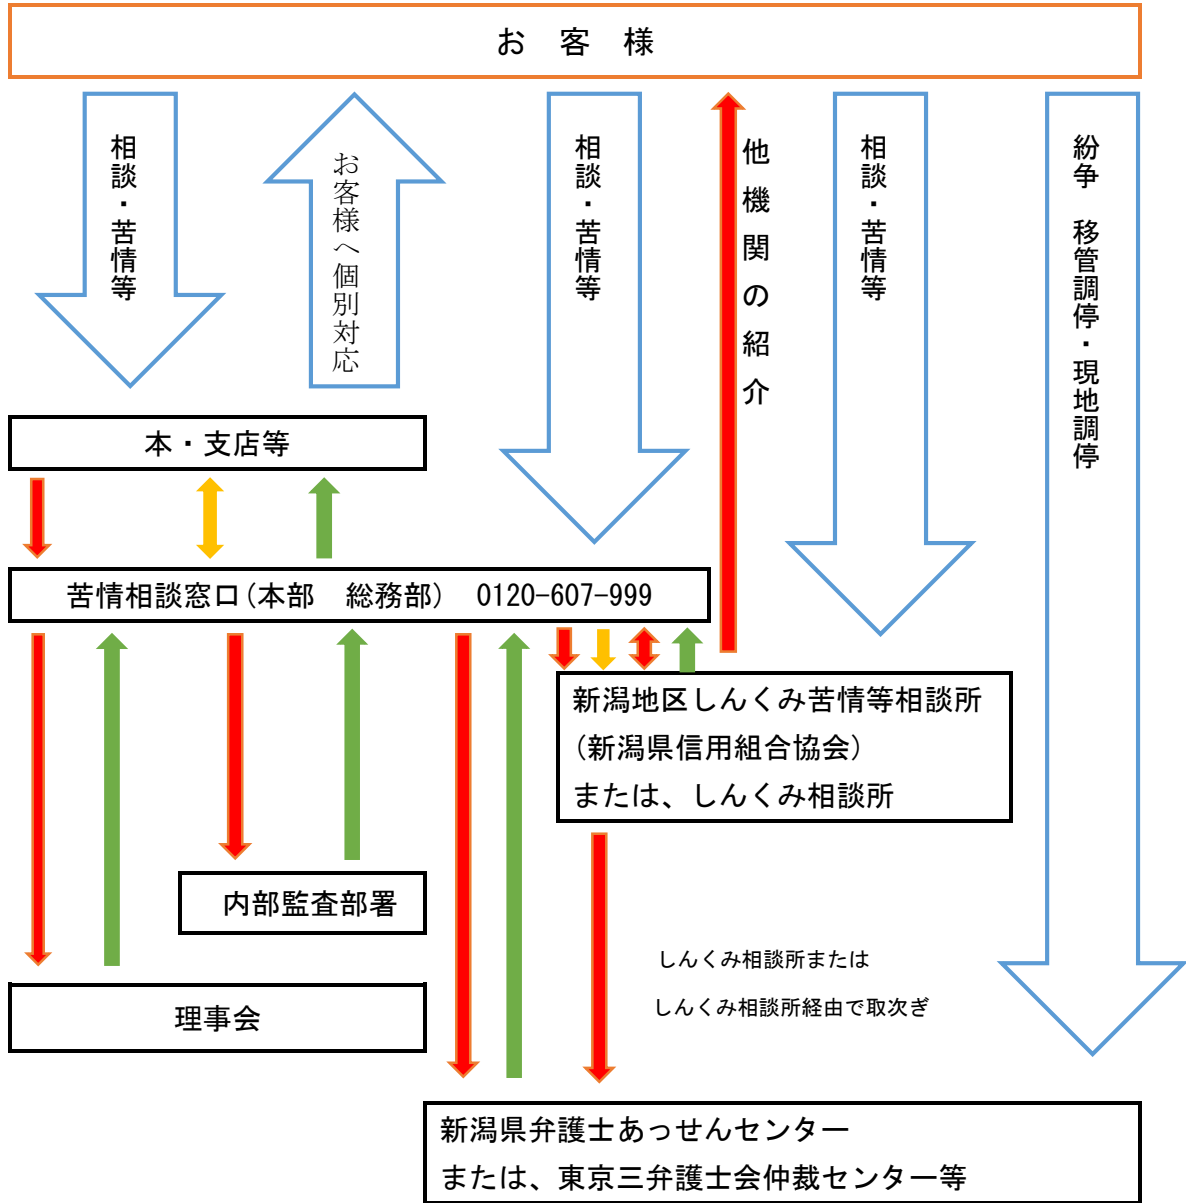 お　客　様
相談・苦情等
お客様へ個別対応
相談・苦情等
他機関の紹介
相談・苦情等
紛争　移管調停・現地調停
本・支店等
苦情相談窓口(本部　総務部)　0120-607-999
新潟地区しんくみ苦情等相談所
(新潟県信用組合協会)
または、しんくみ相談所
内部監査部署
しんくみ相談所または
しんくみ相談所経由で取次ぎ
理事会
新潟県弁護士あっせんセンター
または、東京三弁護士会仲裁センター等